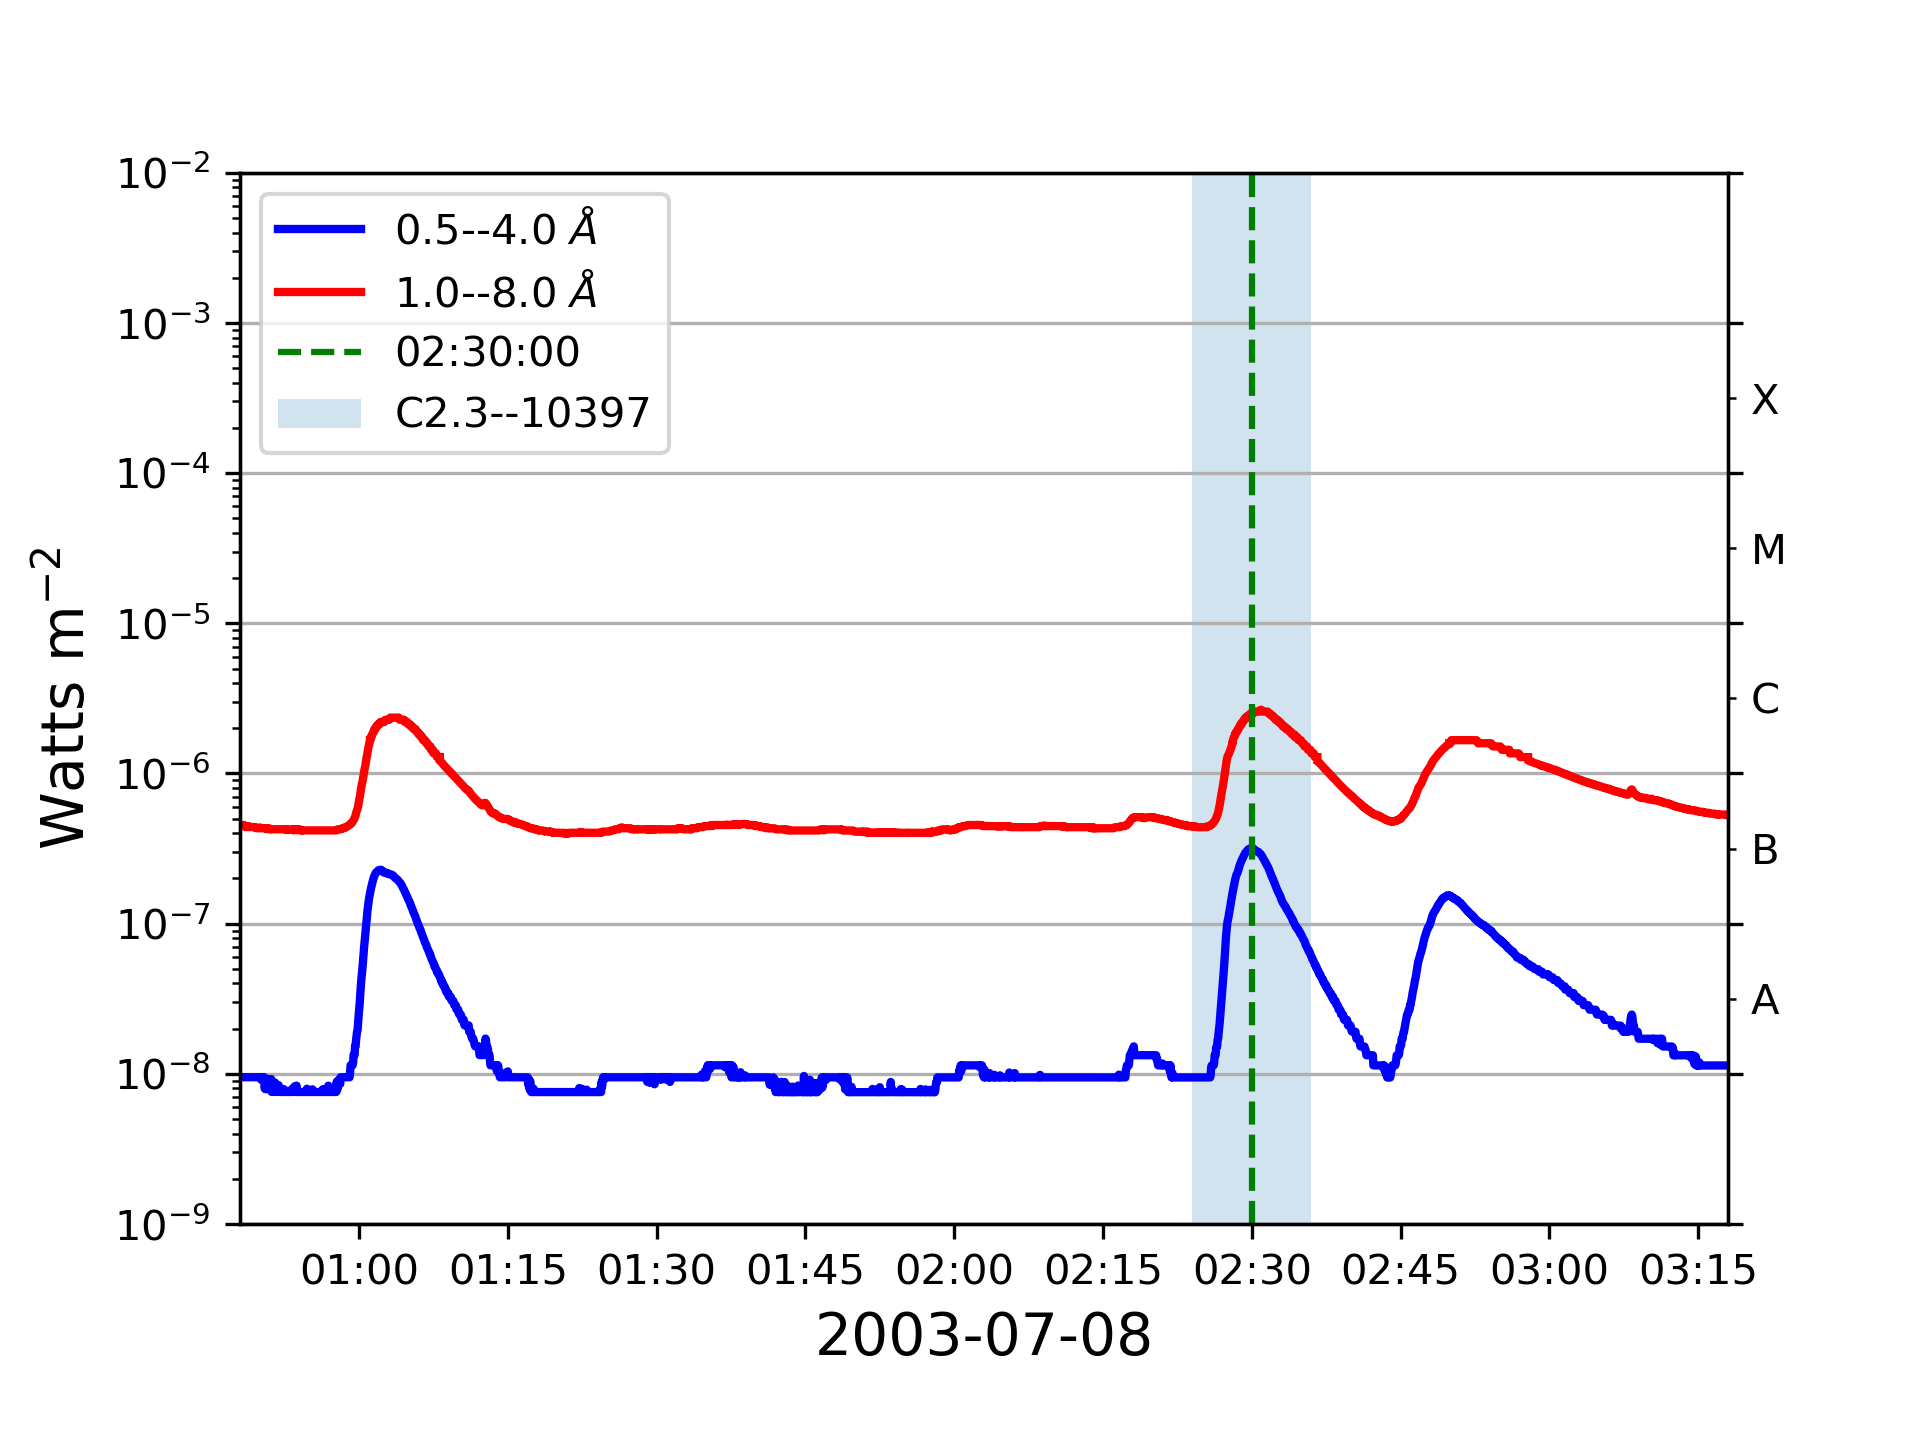 0.5--4.0 Å
1.0--8.0 Å
02:30:00
C2.3--10397
10⁻²
10⁻³
10⁻⁴
10⁻⁵
10⁻⁶
10⁻⁷
10⁻⁸
10⁻⁹
Watts m⁻²
X
M
C
B
A
01:00 01:15 01:30 01:45 02:00 02:15 02:30 02:45 03:00 03:15
2003-07-08